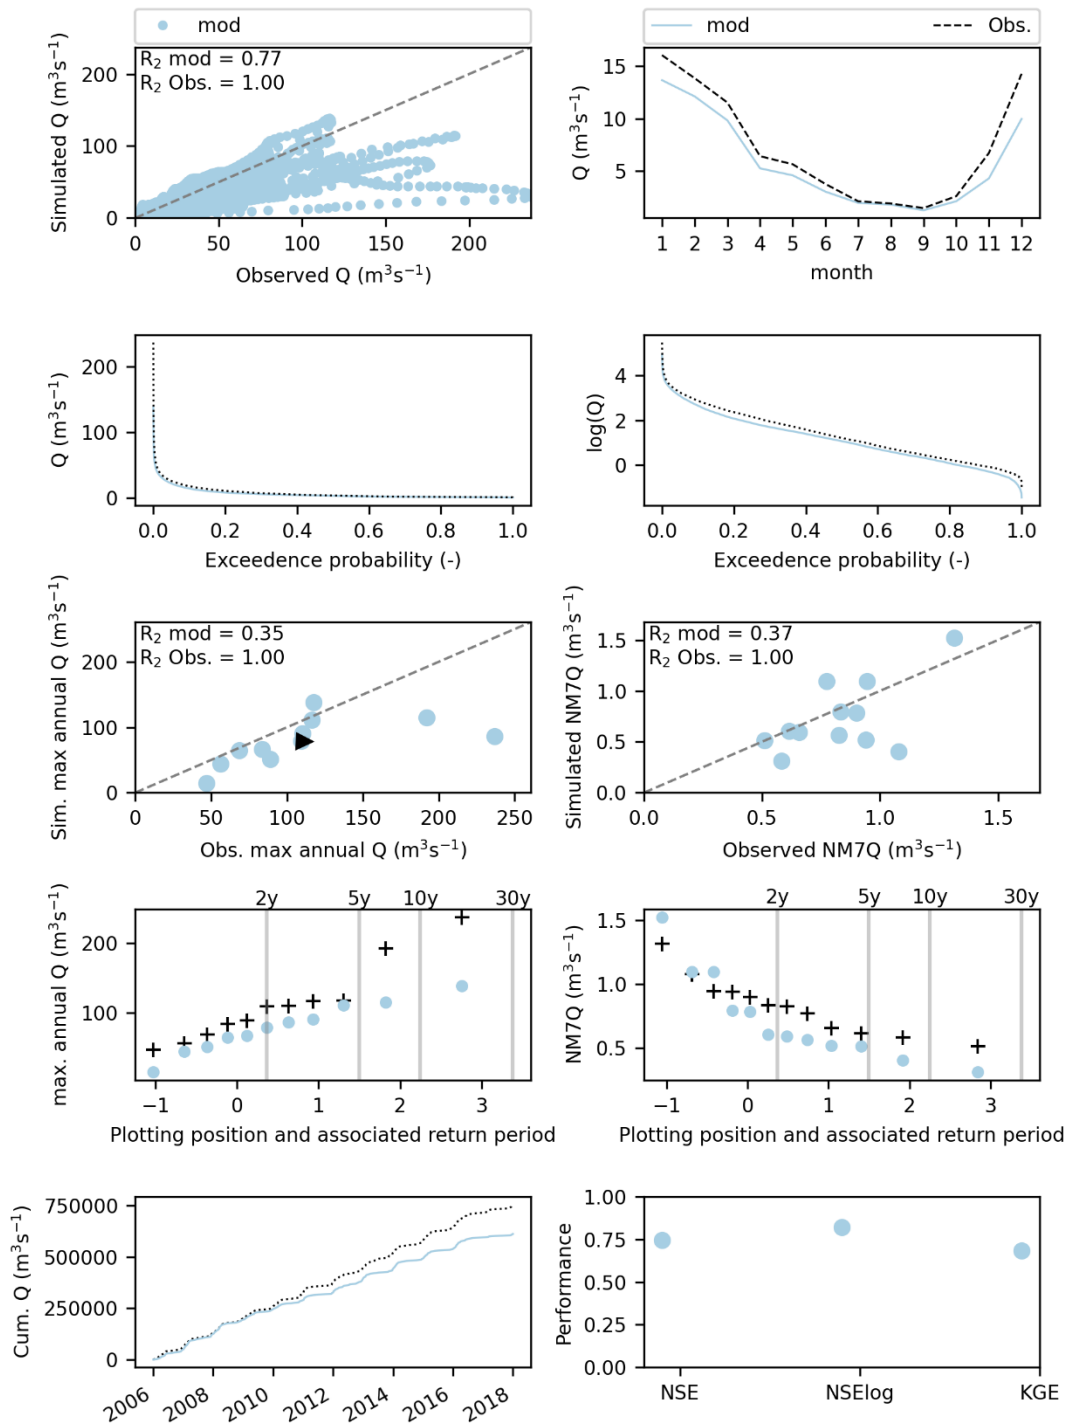 mod
R₂ mod = 0.77
R₂ Obs. = 1.00
Simulated Q (m³s⁻¹)
200
100
0
0 50 100 150 200
Observed Q (m³s⁻¹)
mod Obs.
Q (m³s⁻¹)
15
10
5
1 2 3 4 5 6 7 8 9 10 11 12
month
Q (m³s⁻¹)
200
100
0
0.0 0.2 0.4 0.6 0.8 1.0
Exceedence probability (-)
log(Q)
4
2
0
0.0 0.2 0.4 0.6 0.8 1.0
Exceedence probability (-)
R₂ mod = 0.35
R₂ Obs. = 1.00
Sim. max annual Q (m³s⁻¹)
200
100
0
0 50 100 150 200 250
Obs. max annual Q (m³s⁻¹)
R₂ mod = 0.37
R₂ Obs. = 1.00
Simulated NM7Q (m³s⁻¹)
1.5
1.0
0.5
0.0
0.0 0.5 1.0 1.5
Observed NM7Q (m³s⁻¹)
2y 5y 10y 30y
max. annual Q (m³s⁻¹)
200
100
−1 0 1 2 3
Plotting position and associated return period
2y 5y 10y 30y
NM7Q (m³s⁻¹)
1.5
1.0
0.5
−1 0 1 2 3
Plotting position and associated return period
Cum. Q (m³s⁻¹)
750000
500000
250000
0
2006 2008 2010 2012 2014 2016 2018
Performance
1.00
0.75
0.50
0.25
0.00
NSE NSElog KGE